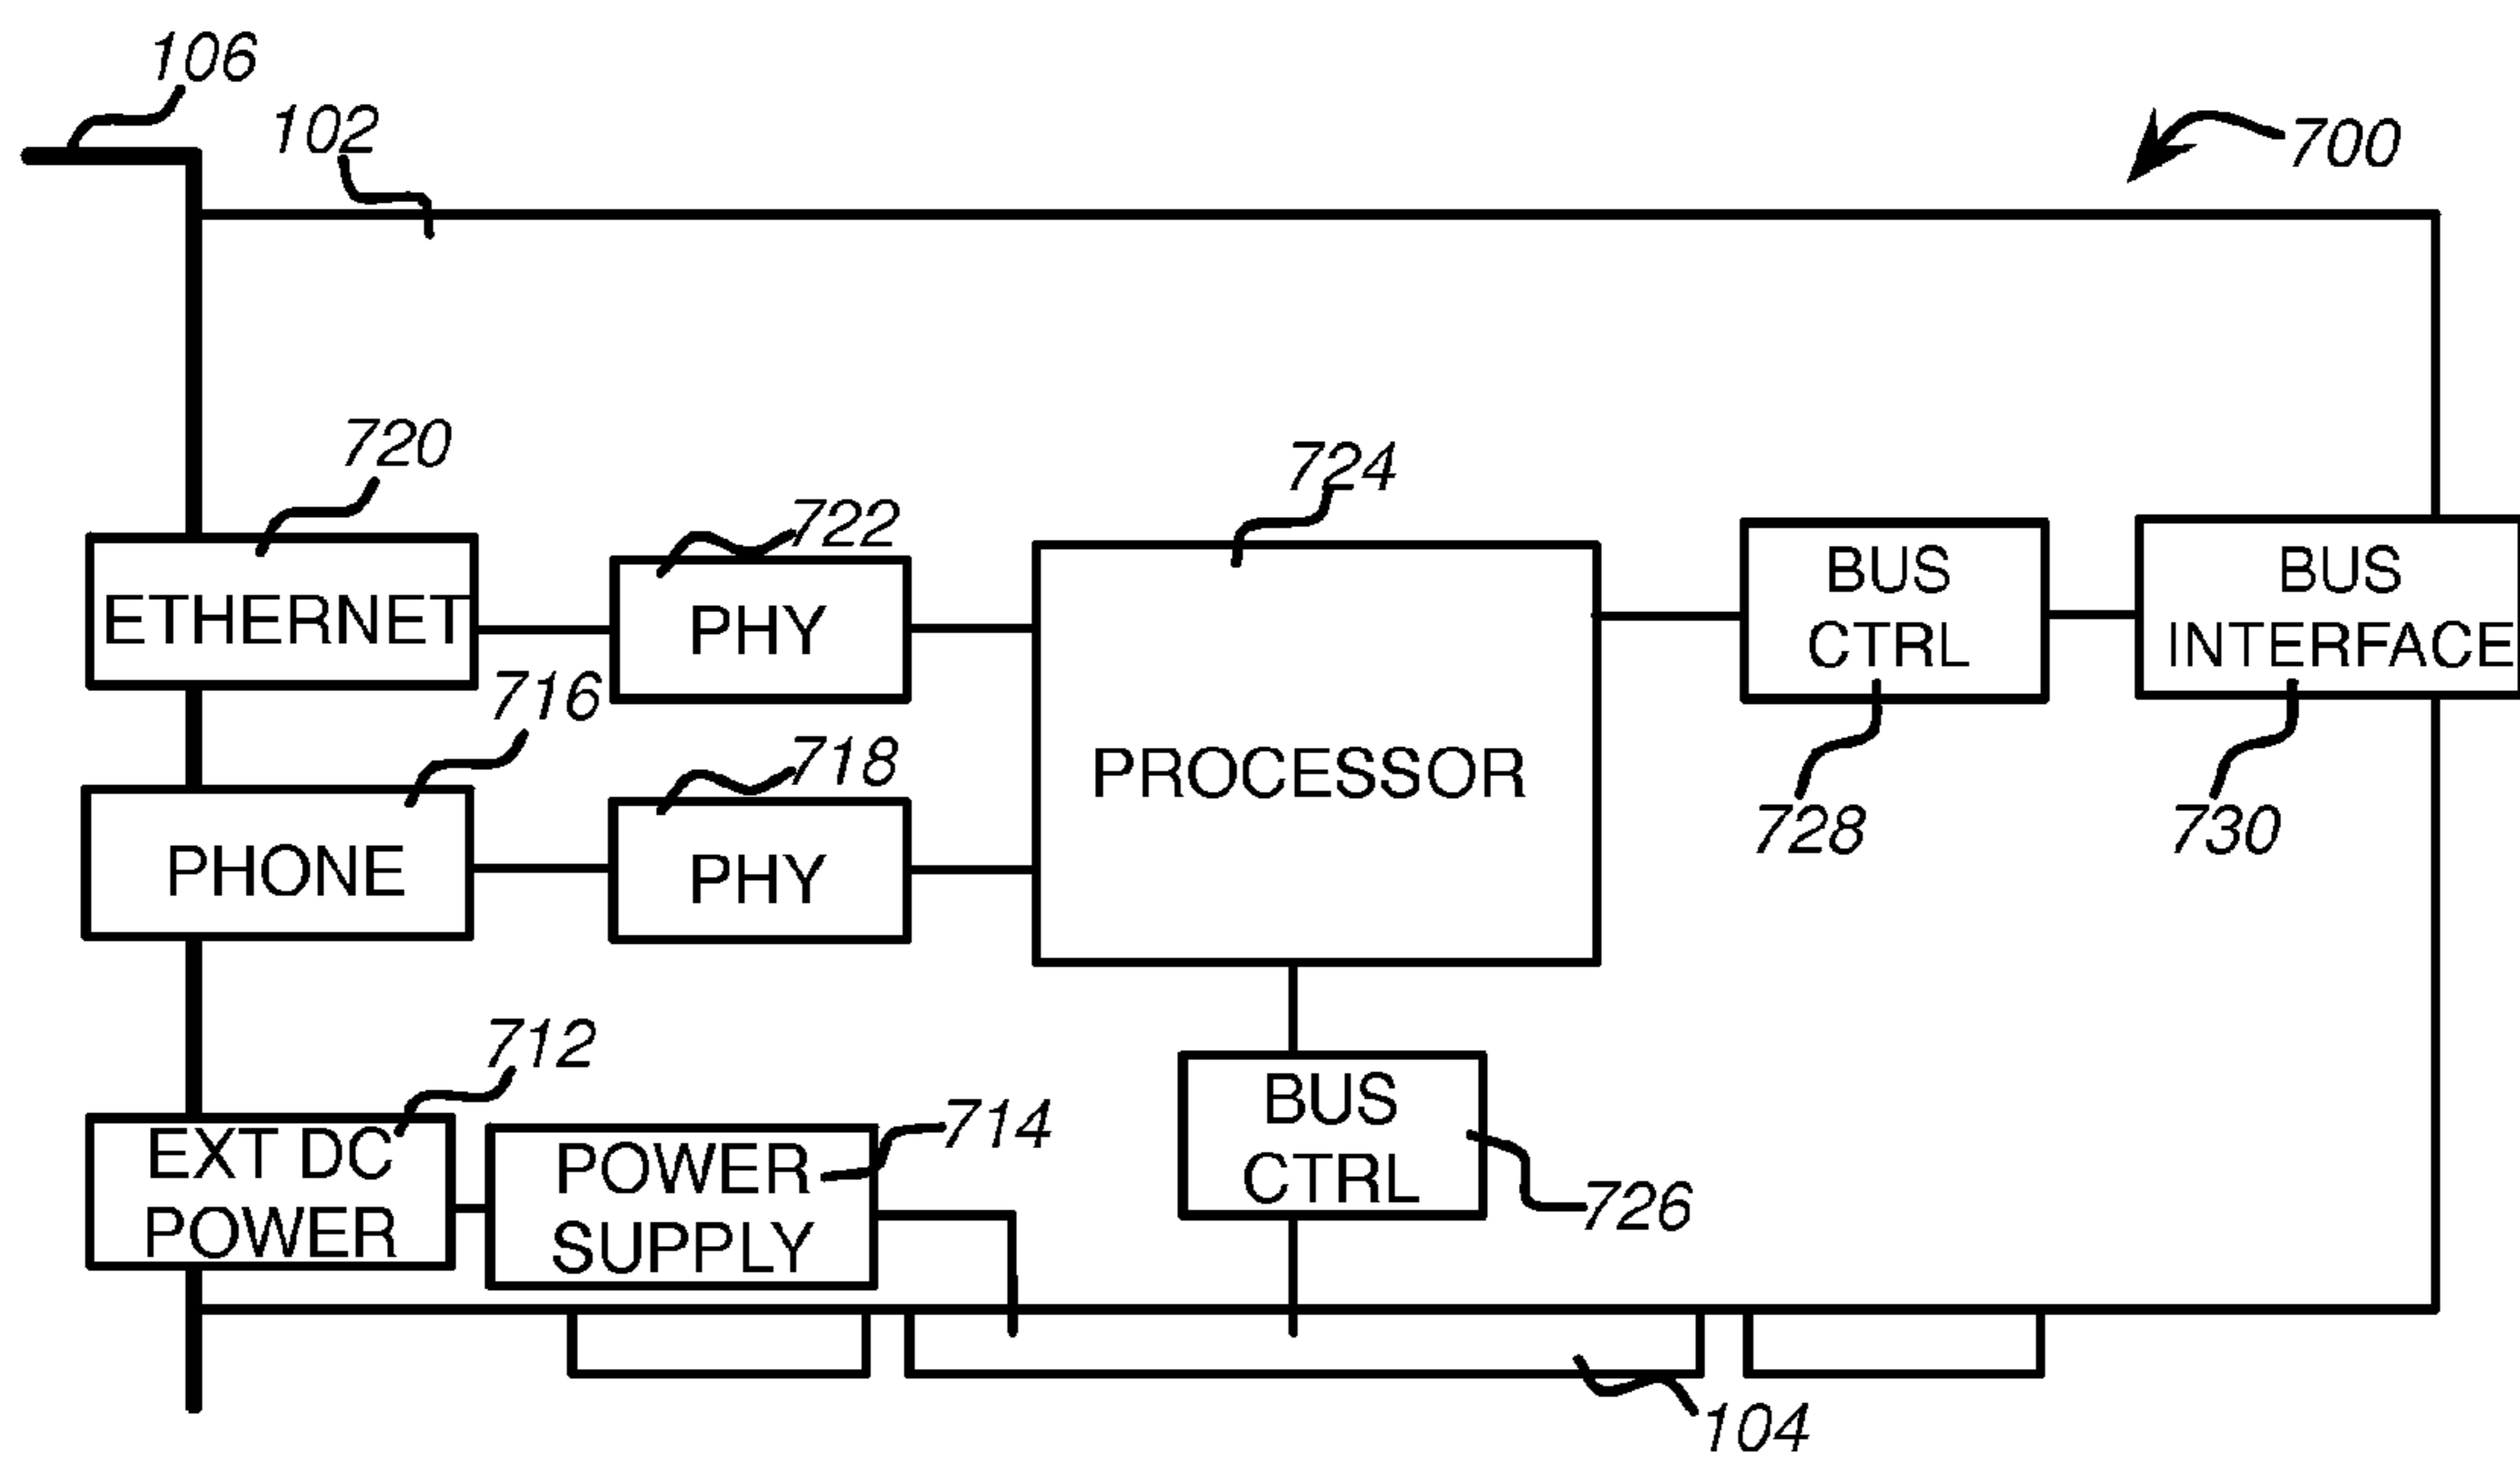 106
102
700
720
722
724
ETHERNET
PHY
BUS
CTRL
BUS
INTERFACE
716
718
PROCESSOR
728
730
PHONE
PHY
712
714
EXT DC
POWER
POWER
SUPPLY
BUS
CTRL
726
104